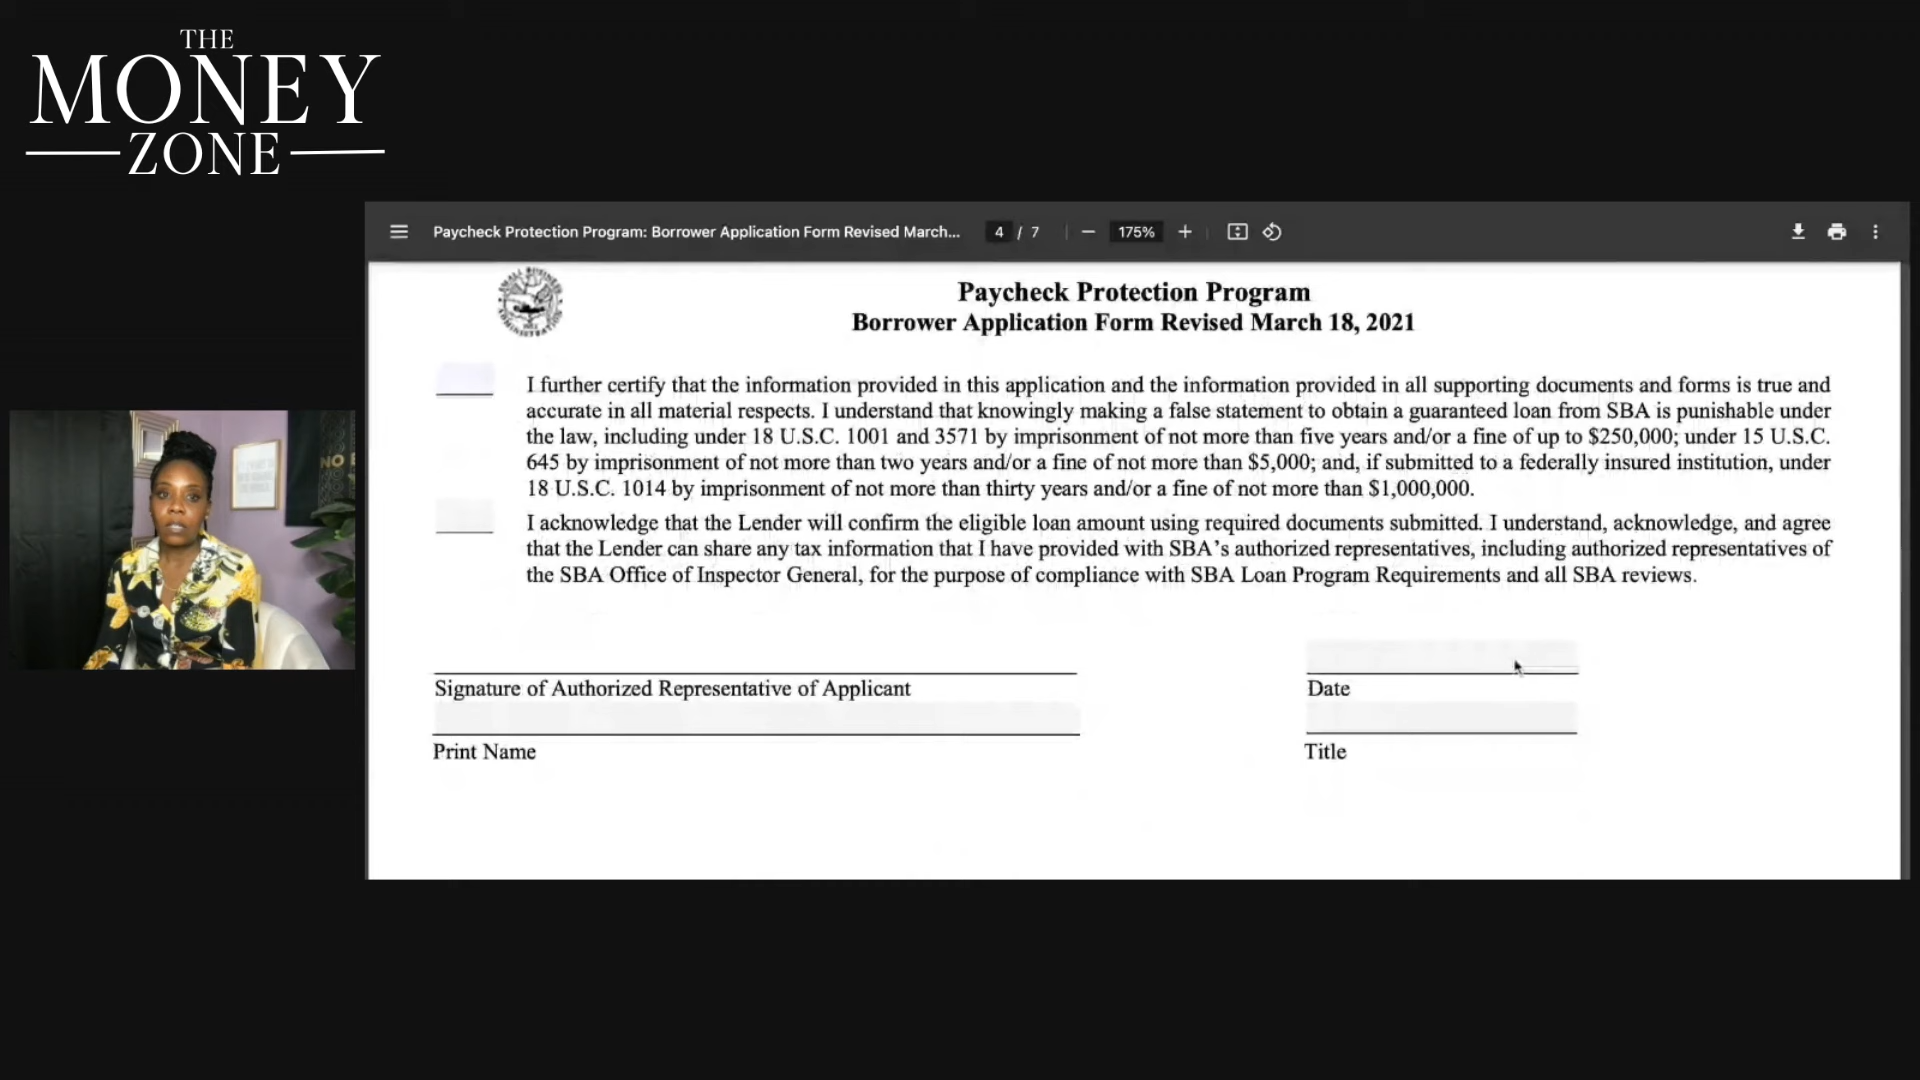 THE
MONEY
ZONE
Paycheck Protection Program: Borrower Application Form Revised March... 4 / 7 175%
Paycheck Protection Program
Borrower Application Form Revised March 18, 2021
I further certify that the information provided in this application and the information provided in all supporting documents and forms is true and
accurate in all material respects. I understand that knowingly making a false statement to obtain a guaranteed loan from SBA is punishable under
the law, including under 18 U.S.C. 1001 and 3571 by imprisonment of not more than five years and/or a fine of up to $250,000; under 15 U.S.C.
645 by imprisonment of not more than two years and/or a fine of not more than $5,000; and, if submitted to a federally insured institution, under
18 U.S.C. 1014 by imprisonment of not more than thirty years and/or a fine of not more than $1,000,000.
I acknowledge that the Lender will confirm the eligible loan amount using required documents submitted. I understand, acknowledge, and agree
that the Lender can share any tax information that I have provided with SBA's authorized representatives, including authorized representatives of
the SBA Office of Inspector General, for the purpose of compliance with SBA Loan Program Requirements and all SBA reviews.
NO
Signature of Authorized Representative of Applicant
Date
Print Name
Title